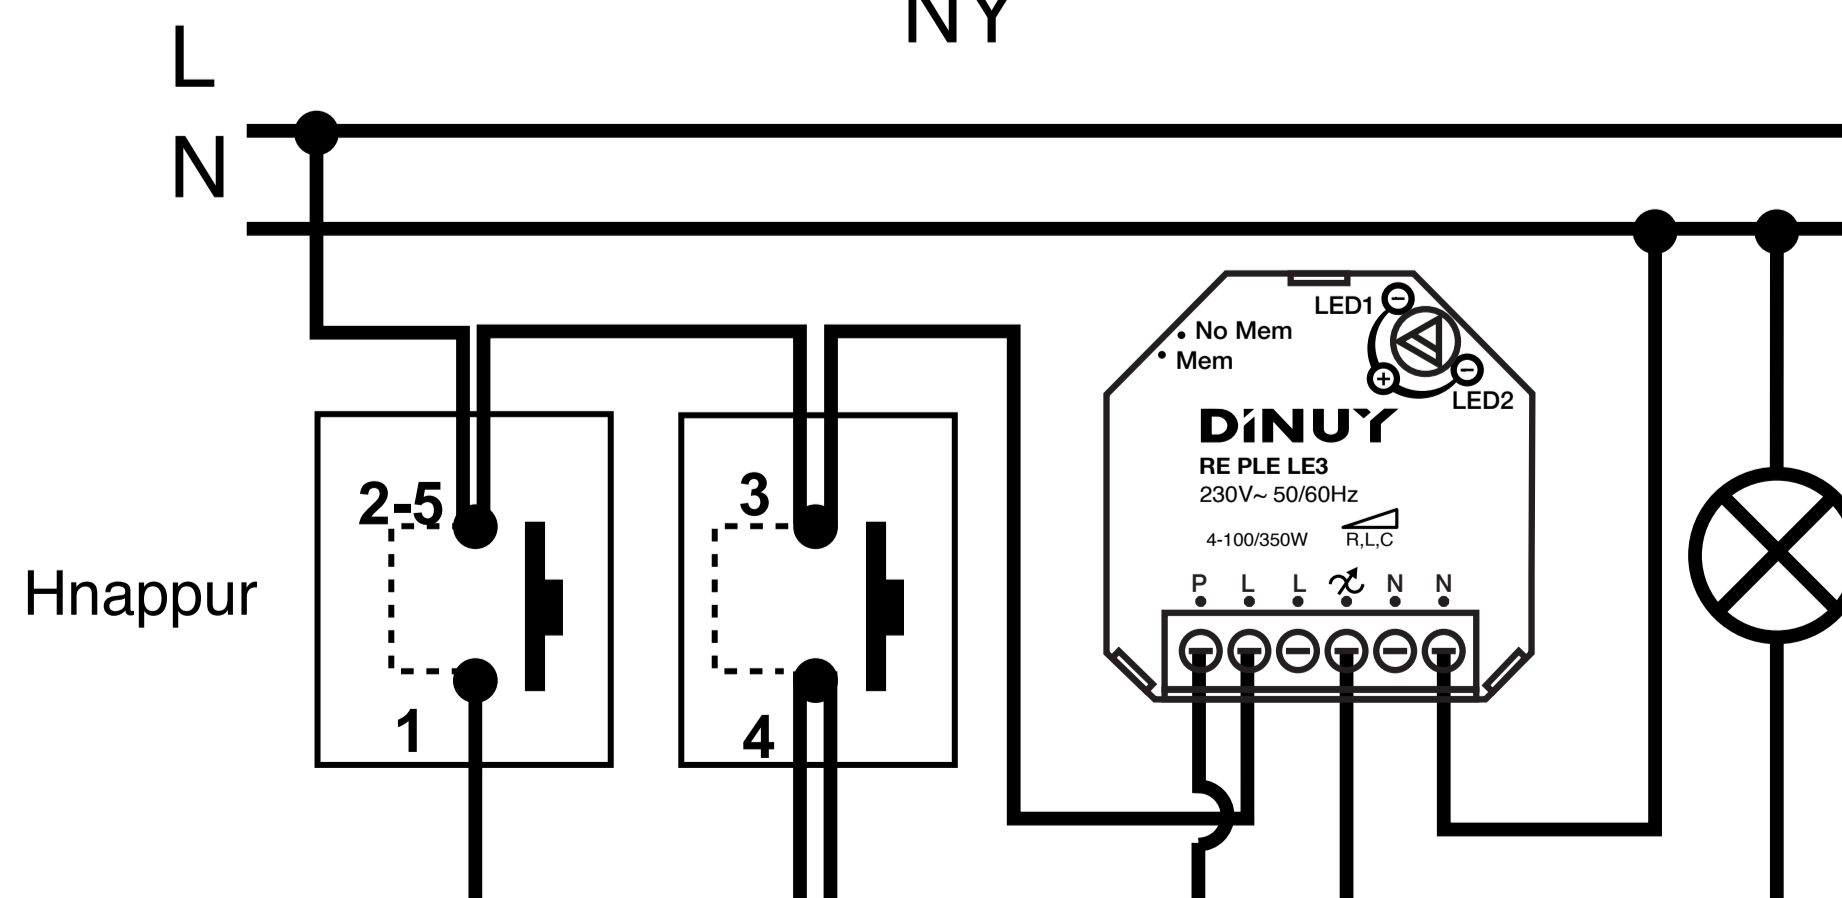 NY
L
N
LED1
No Mem
Mem
LED2
DINUY
RE PLE LE3
230V~ 50/60Hz
4-100/350W
R,L,C
P L L N N
2-5
3
Hnappur
1
4